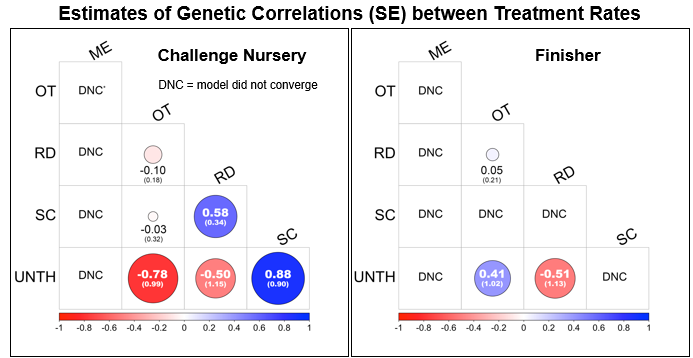 Estimates of Genetic Correlations (SE) between Treatment Rates
Challenge Nursery
DNC = model did not converge
ME
OT DNC*
OT
RD DNC -0.10 (0.18)
RD
SC DNC -0.03 (0.32) 0.58 (0.34)
SC
UNTH DNC -0.78 (0.99) -0.50 (1.15) 0.88 (0.90)
-1 -0.8 -0.6 -0.4 -0.2 0 0.2 0.4 0.6 0.8 1
Finisher
ME
OT DNC
OT
RD DNC 0.05 (0.21)
RD
SC DNC DNC DNC
SC
UNTH DNC 0.41 (1.02) -0.51 (1.13) DNC
-1 -0.8 -0.6 -0.4 -0.2 0 0.2 0.4 0.6 0.8 1